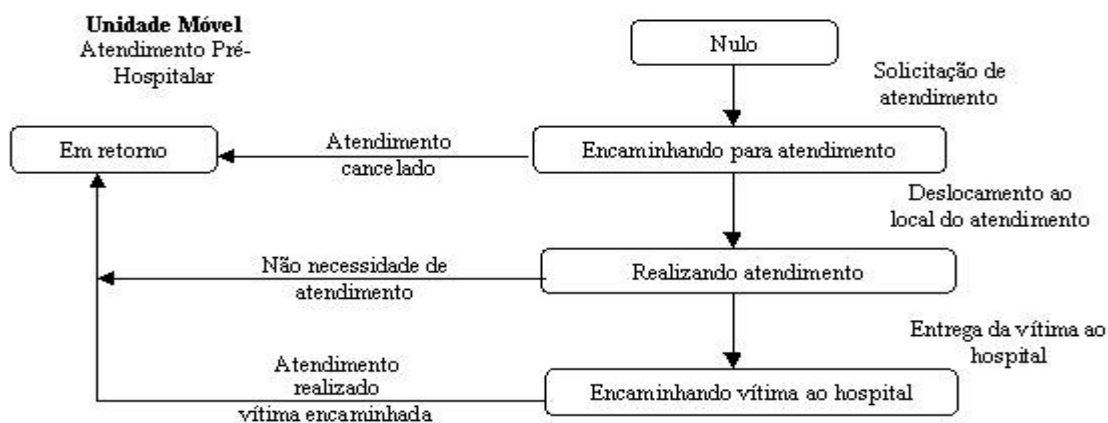 Unidade Móvel
Atendimento Pré-
Hospitalar
Nulo
Solicitação de
atendimento
Em retorno
Atendimento
cancelado
Encaminhando para atendimento
Deslocamento ao
local do atendimento
Não necessidade de
atendimento
Realizando atendimento
Entrega da vítima ao
hospital
Atendimento
realizado
vítima encaminhada
Encaminhando vítima ao hospital